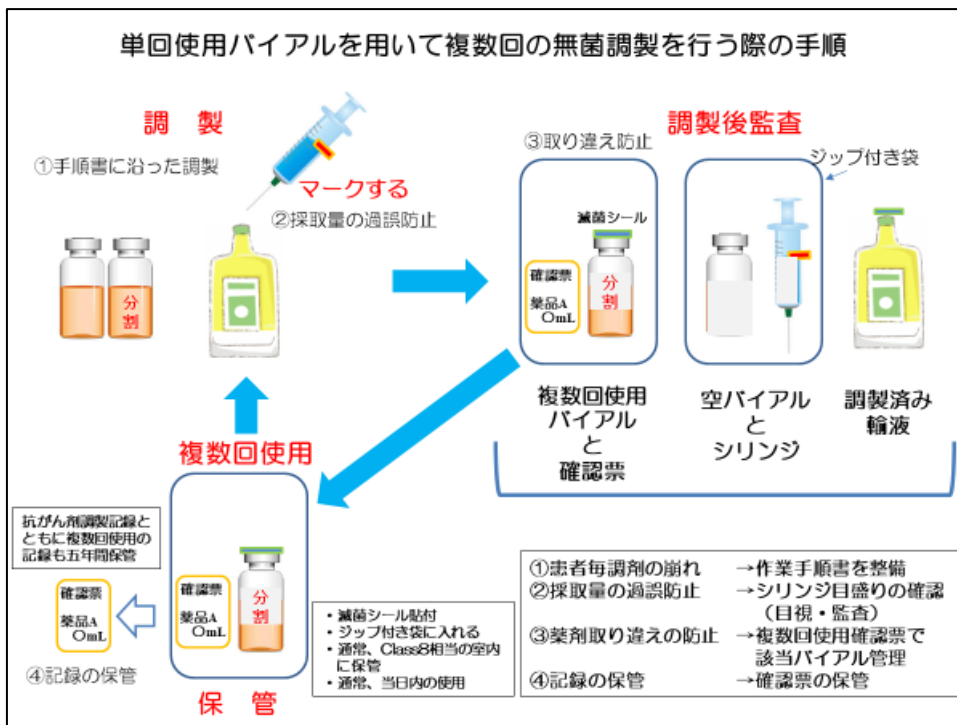 単回使用バイアルを用いて複数回の無菌調製を行う際の手順
調 製
①手順書に沿った調製
マークする
②採取量の過誤防止
分
割
調製後監査
③取り違え防止
ジップ付き袋
滅菌シール
確認票
薬品A
〇mL
分
割
複数回使用
バイアル
と
確認票
空バイアル
と
シリンジ
調製済み
輸液
複数回使用
抗がん剤調製記録と
ともに複数回使用の
記録も五年間保管
確認票
薬品A
〇mL
④記録の保管
確認票
薬品A
〇mL
分
割
保 管
・滅菌シール貼付
・ジップ付き袋に入れる
・通常、Class8相当の室内
に保管
・通常、当日内の使用
①患者毎調剤の崩れ →作業手順書を整備
②採取量の過誤防止 →シリンジ目盛りの確認
（目視・監査）
③薬剤取り違えの防止 →複数回使用確認票で
該当バイアル管理
④記録の保管 →確認票の保管